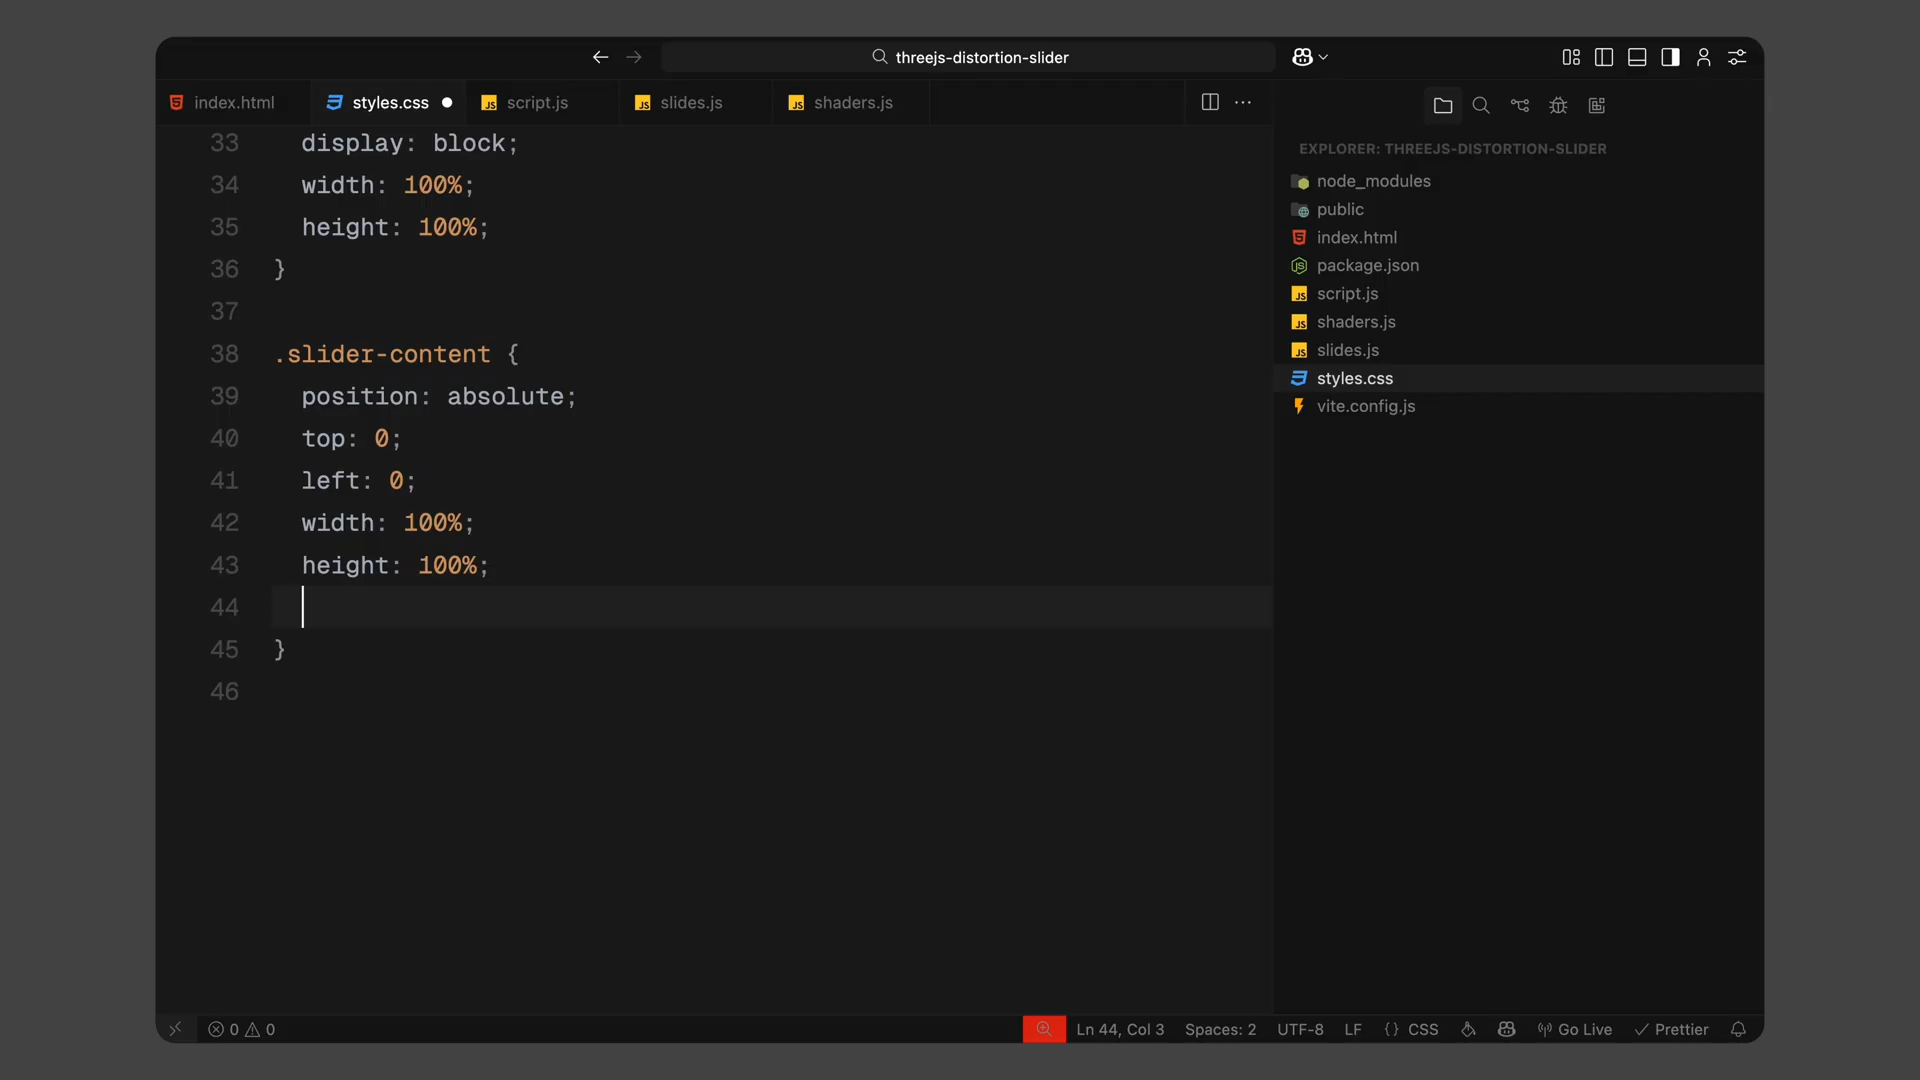 threejs-distortion-slider
index.html
styles.css
script.js
slides.js
shaders.js
33 display: block;
34 width: 100%;
35 height: 100%;
36 }
37
38 .slider-content {
39 position: absolute;
40 top: 0;
41 left: 0;
42 width: 100%;
43 height: 100%;
44
45 }
46
EXPLORER: THREEJS-DISTORTION-SLIDER
node_modules
public
index.html
package.json
script.js
shaders.js
slides.js
styles.css
vite.config.js
0 0 Ln 44, Col 3 Spaces: 2 UTF-8 LF {} CSS Go Live Prettier